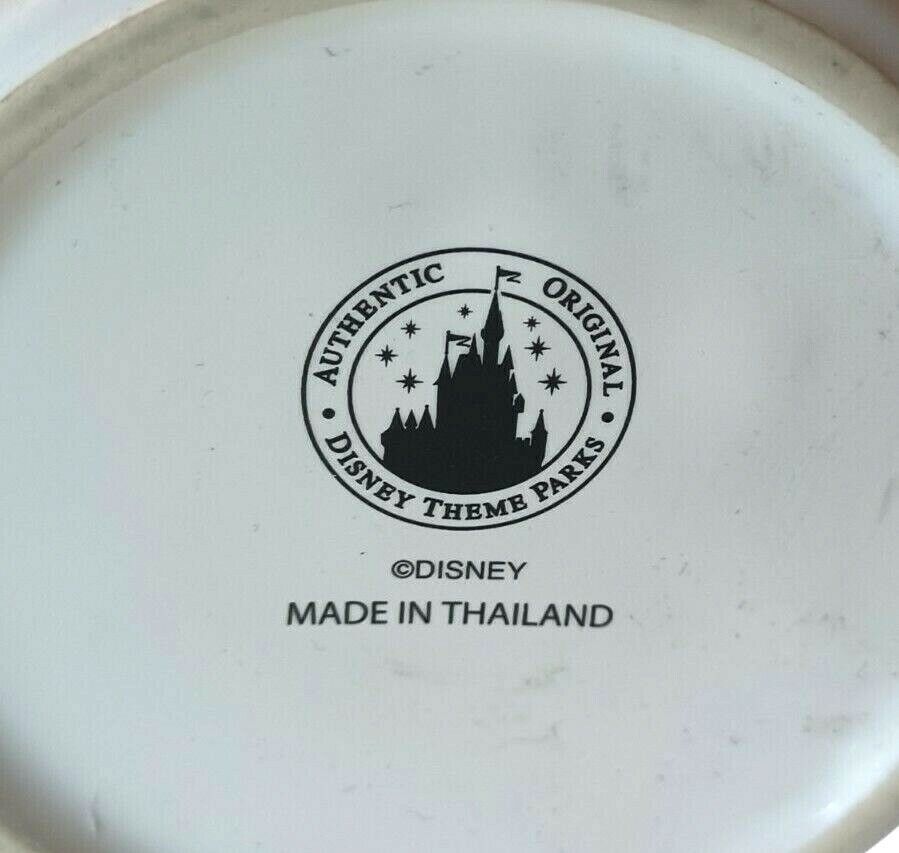 AUTHENTIC ORIGINAL
• DISNEY THEME PARKS •
©DISNEY
MADE IN THAILAND